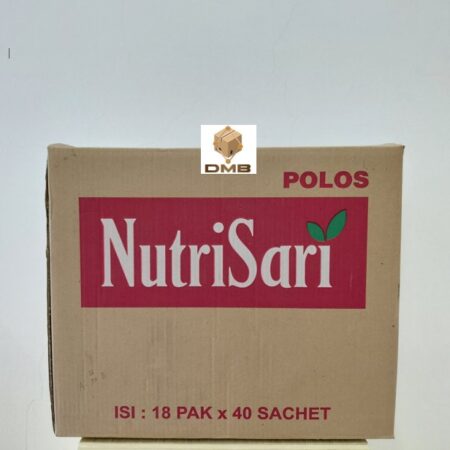 DMB
POLOS
NutriSari
ISI : 18 PAK x 40 SACHET